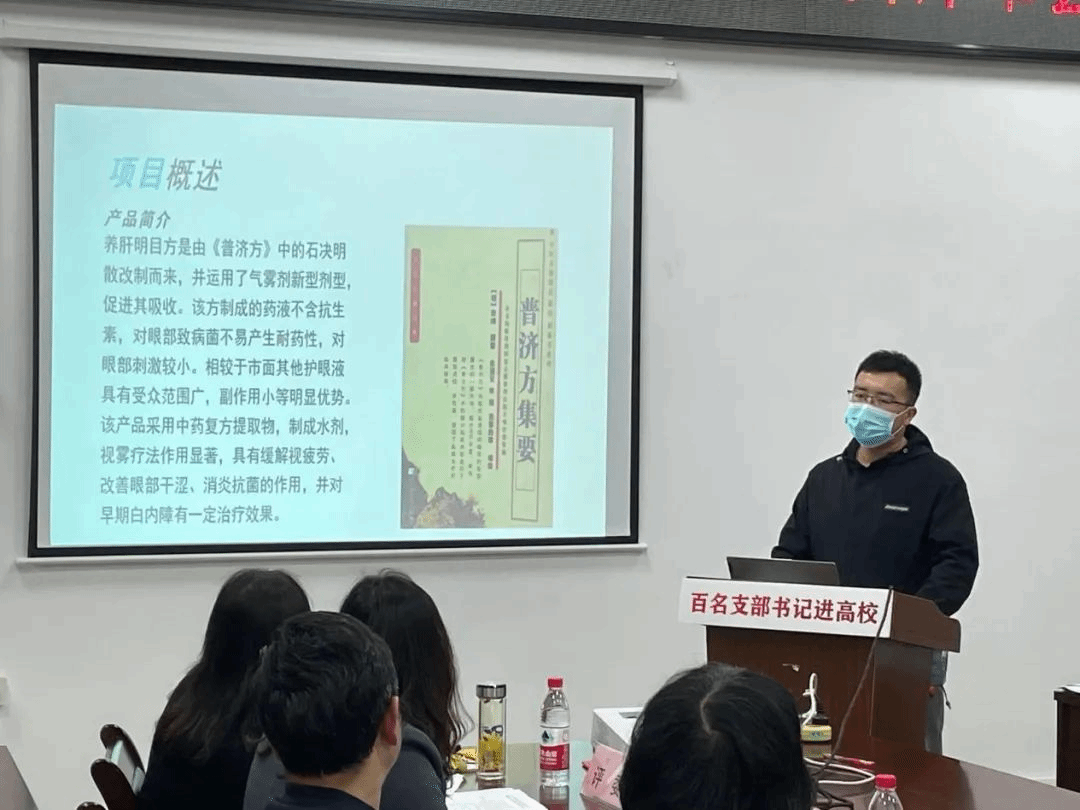 项目概述
产品简介
养肝明目方是由《普济方》中的石决明
散改制而来，并运用了气雾剂新型剂型，
促进其吸收。该方制成的药液不含抗生
素，对眼部致病菌不易产生耐药性，对
眼部刺激较小。相较于市面其他护眼液
具有受众范围广，副作用小等明显优势。
该产品采用中药复方提取物，制成水剂，
视雾疗法作用显著，具有缓解视疲劳、
改善眼部干涩、消炎抗菌的作用，并对
早期白内障有一定治疗效果。
普济方集要
百名支部书记进高校
评